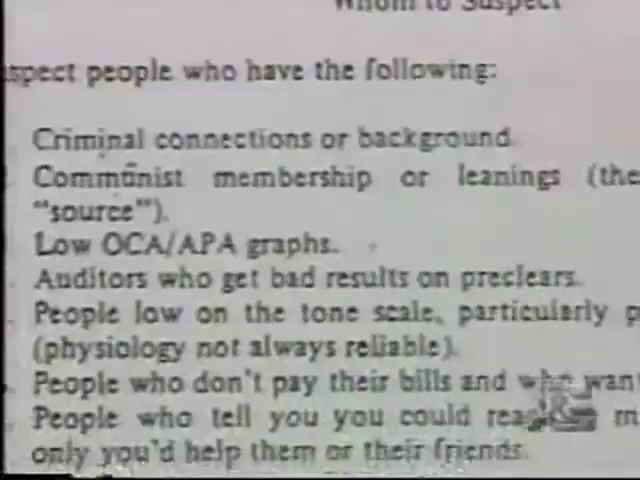 Whom to Suspect
spect people who have the following:
Criminal connections or background.
Communist membership or leanings (the
"source").
Low OCA/APA graphs.
Auditors who get bad results on preclears.
People low on the tone scale, particularly p
(physiology not always reliable).
People who don't pay their bills and who wan
People who tell you you could m
only you'd help them or their friends.